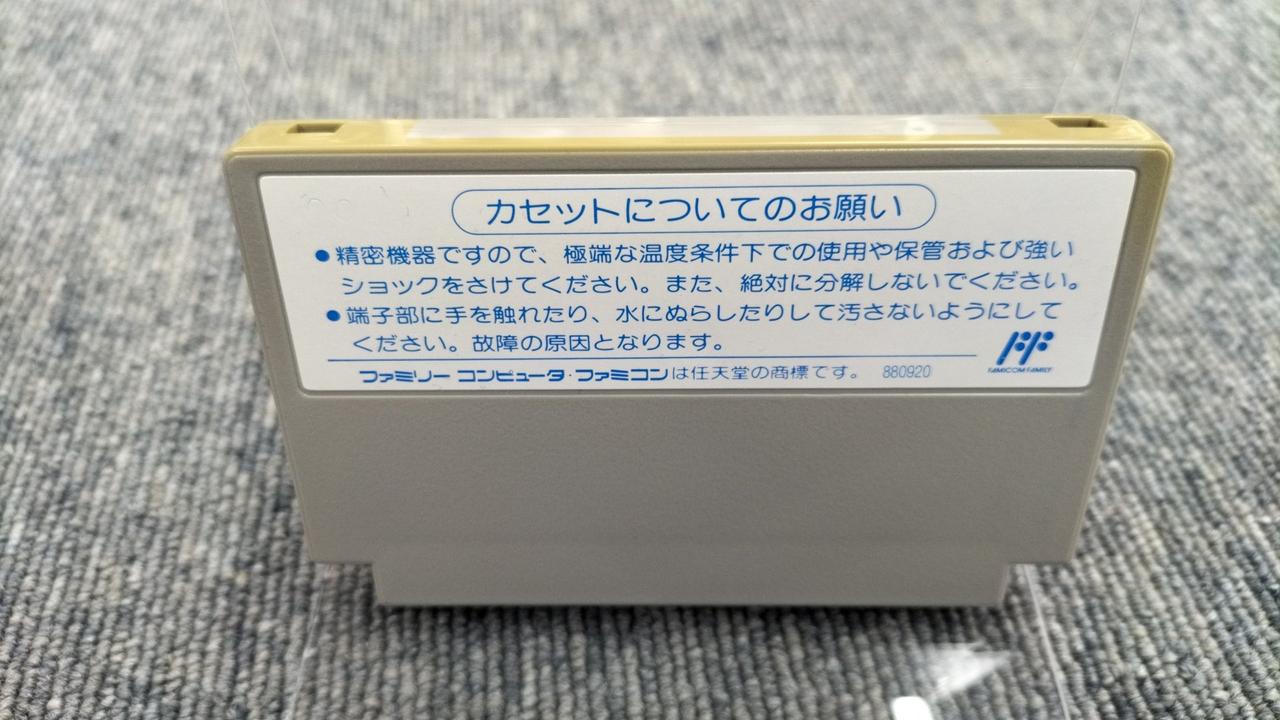 カセットについてのお願い
●精密機器ですので、極端な温度条件下での使用や保管および強い
ショックをさけてください。また、絶対に分解しないでください。
●端子部に手を触れたり、水にぬらしたりして汚さないようにして
ください。故障の原因となります。
FF
FAMICOM FAMILY
ファミリー コンピュータ・ファミコンは任天堂の商標です。 880920